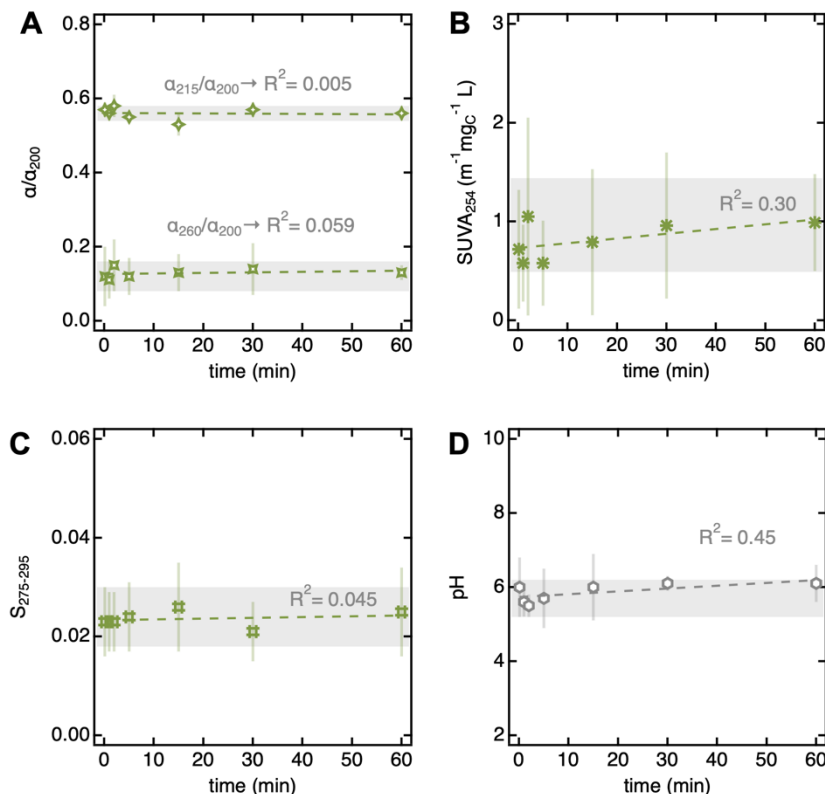 A
0.8
0.6
0.4
0.2
0.0
α/α₂₀₀
α₂₁₅/α₂₀₀→ R²= 0.005
α₂₆₀/α₂₀₀→ R²= 0.059
0 10 20 30 40 50 60
time (min)
B
3
2
1
0
SUVA₂₅₄ (m⁻¹mg_C⁻¹ L)
R²= 0.30
0 10 20 30 40 50 60
time (min)
C
0.06
0.04
0.02
0.00
S₂₇₅₋₂₉₅
R²= 0.045
0 10 20 30 40 50 60
time (min)
D
10
8
6
4
2
0
pH
R²= 0.45
0 10 20 30 40 50 60
time (min)